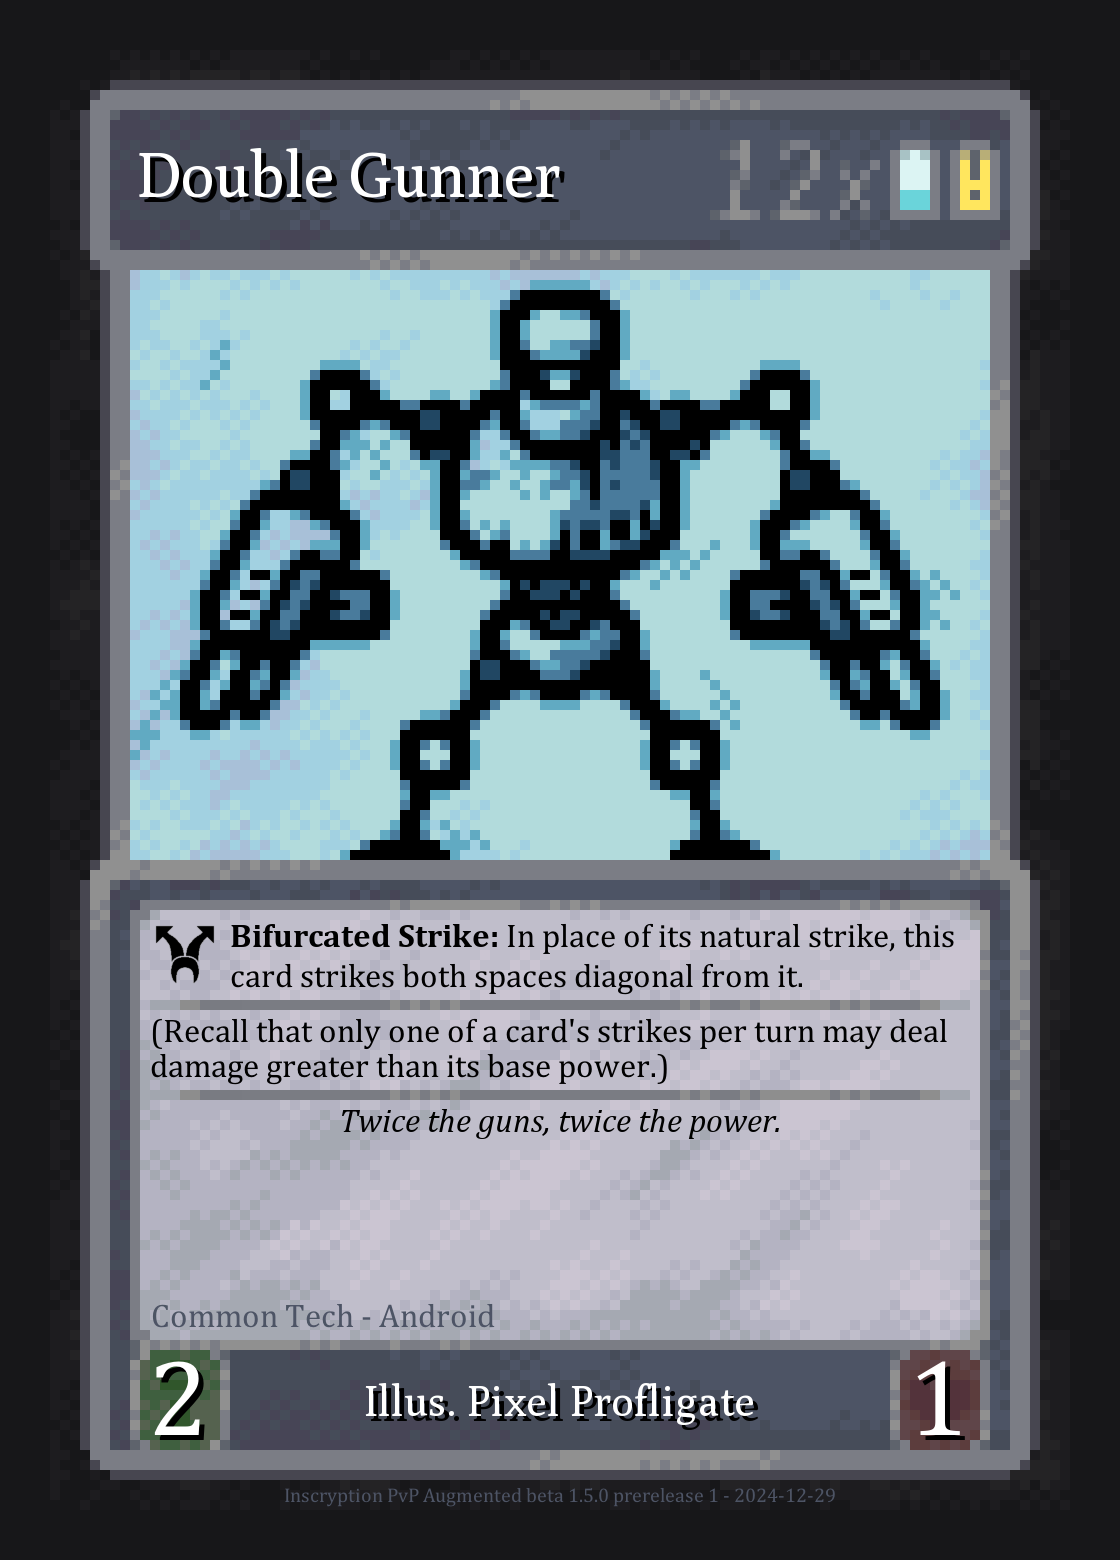 Double Gunner 12x
Bifurcated Strike: In place of its natural strike, this
card strikes both spaces diagonal from it.
(Recall that only one of a card's strikes per turn may deal
damage greater than its base power.)
Twice the guns, twice the power.
Common Tech - Android
2 Illus. Pixel Profligate 1
Inscryption PvP Augmented beta 1.5.0 prerelease 1 - 2024-12-29